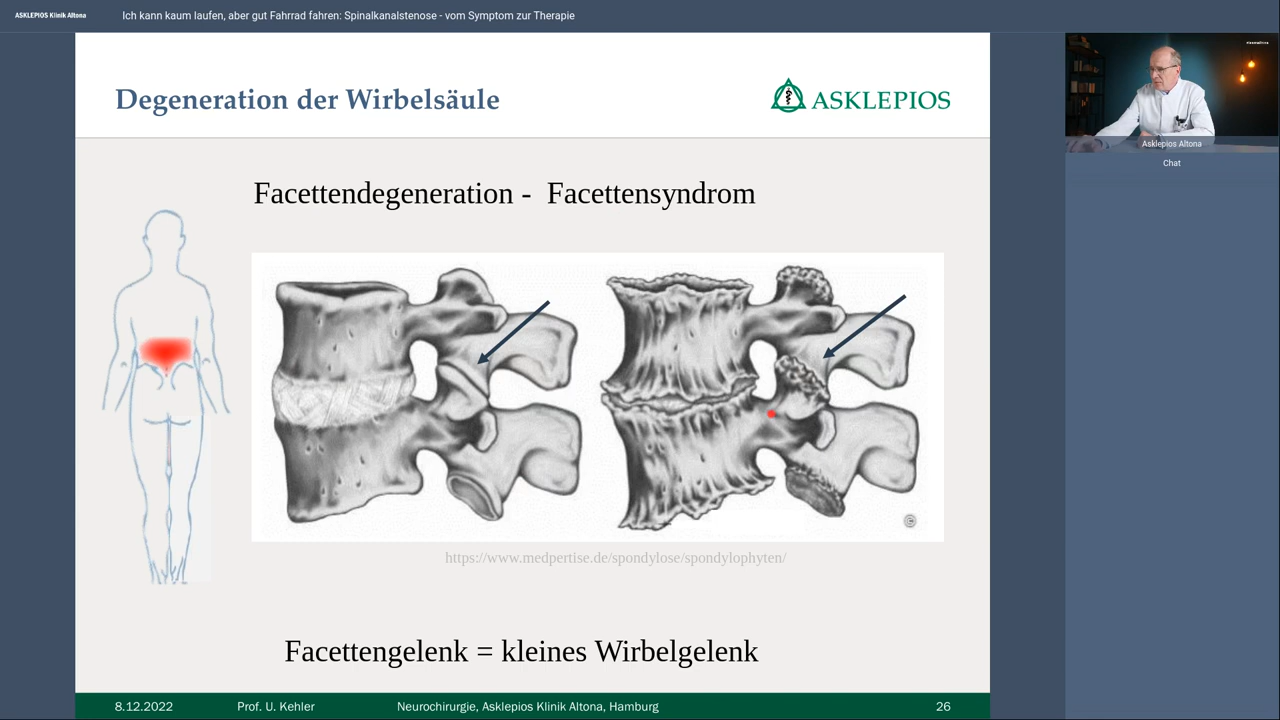 ASKLEPIOS Klinik Altona
Ich kann kaum laufen, aber gut Fahrrad fahren: Spinalkanalstenose - vom Symptom zur Therapie
Degeneration der Wirbelsäule
ASKLEPIOS
Facettendegeneration - Facettensyndrom
©
https://www.medpertise.de/spondylose/spondylophyten/
Facettengelenk = kleines Wirbelgelenk
8.12.2022 Prof. U. Kehler Neurochirurgie, Asklepios Klinik Altona, Hamburg 26
Asklepios Altona
Chat